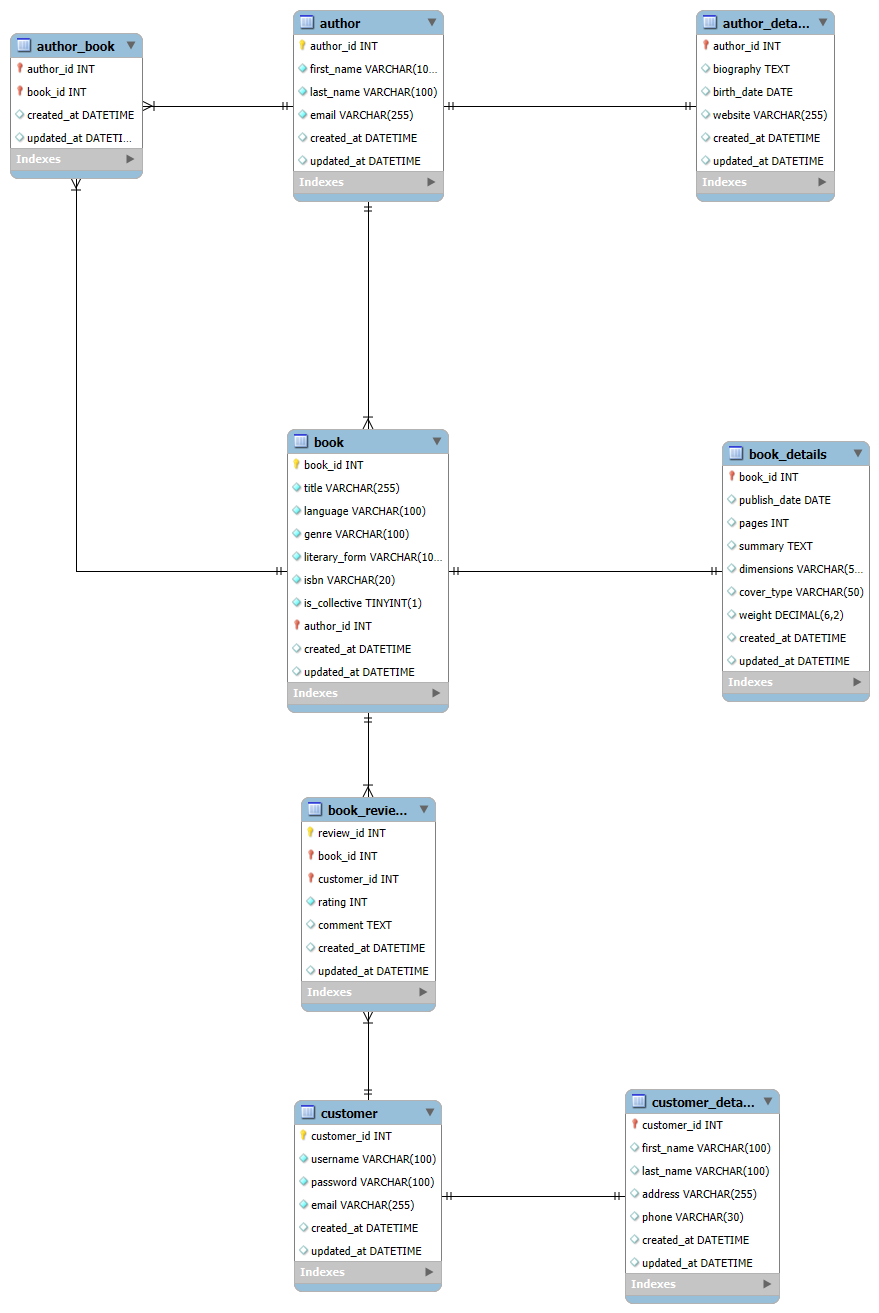 author_book
author_id INT
book_id INT
created_at DATETIME
updated_at DATETI...
Indexes
author
author_id INT
first_name VARCHAR(10...
last_name VARCHAR(100)
email VARCHAR(255)
created_at DATETIME
updated_at DATETIME
Indexes
author_deta...
author_id INT
biography TEXT
birth_date DATE
website VARCHAR(255)
created_at DATETIME
updated_at DATETIME
Indexes
book
book_id INT
title VARCHAR(255)
language VARCHAR(100)
genre VARCHAR(100)
literary_form VARCHAR(10...
isbn VARCHAR(20)
is_collective TINYINT(1)
author_id INT
created_at DATETIME
updated_at DATETIME
Indexes
book_details
book_id INT
publish_date DATE
pages INT
summary TEXT
dimensions VARCHAR(5...
cover_type VARCHAR(50)
weight DECIMAL(6,2)
created_at DATETIME
updated_at DATETIME
Indexes
book_revie...
review_id INT
book_id INT
customer_id INT
rating INT
comment TEXT
created_at DATETIME
updated_at DATETIME
Indexes
customer
customer_id INT
username VARCHAR(100)
password VARCHAR(100)
email VARCHAR(255)
created_at DATETIME
updated_at DATETIME
Indexes
customer_deta...
customer_id INT
first_name VARCHAR(100)
last_name VARCHAR(100)
address VARCHAR(255)
phone VARCHAR(30)
created_at DATETIME
updated_at DATETIME
Indexes